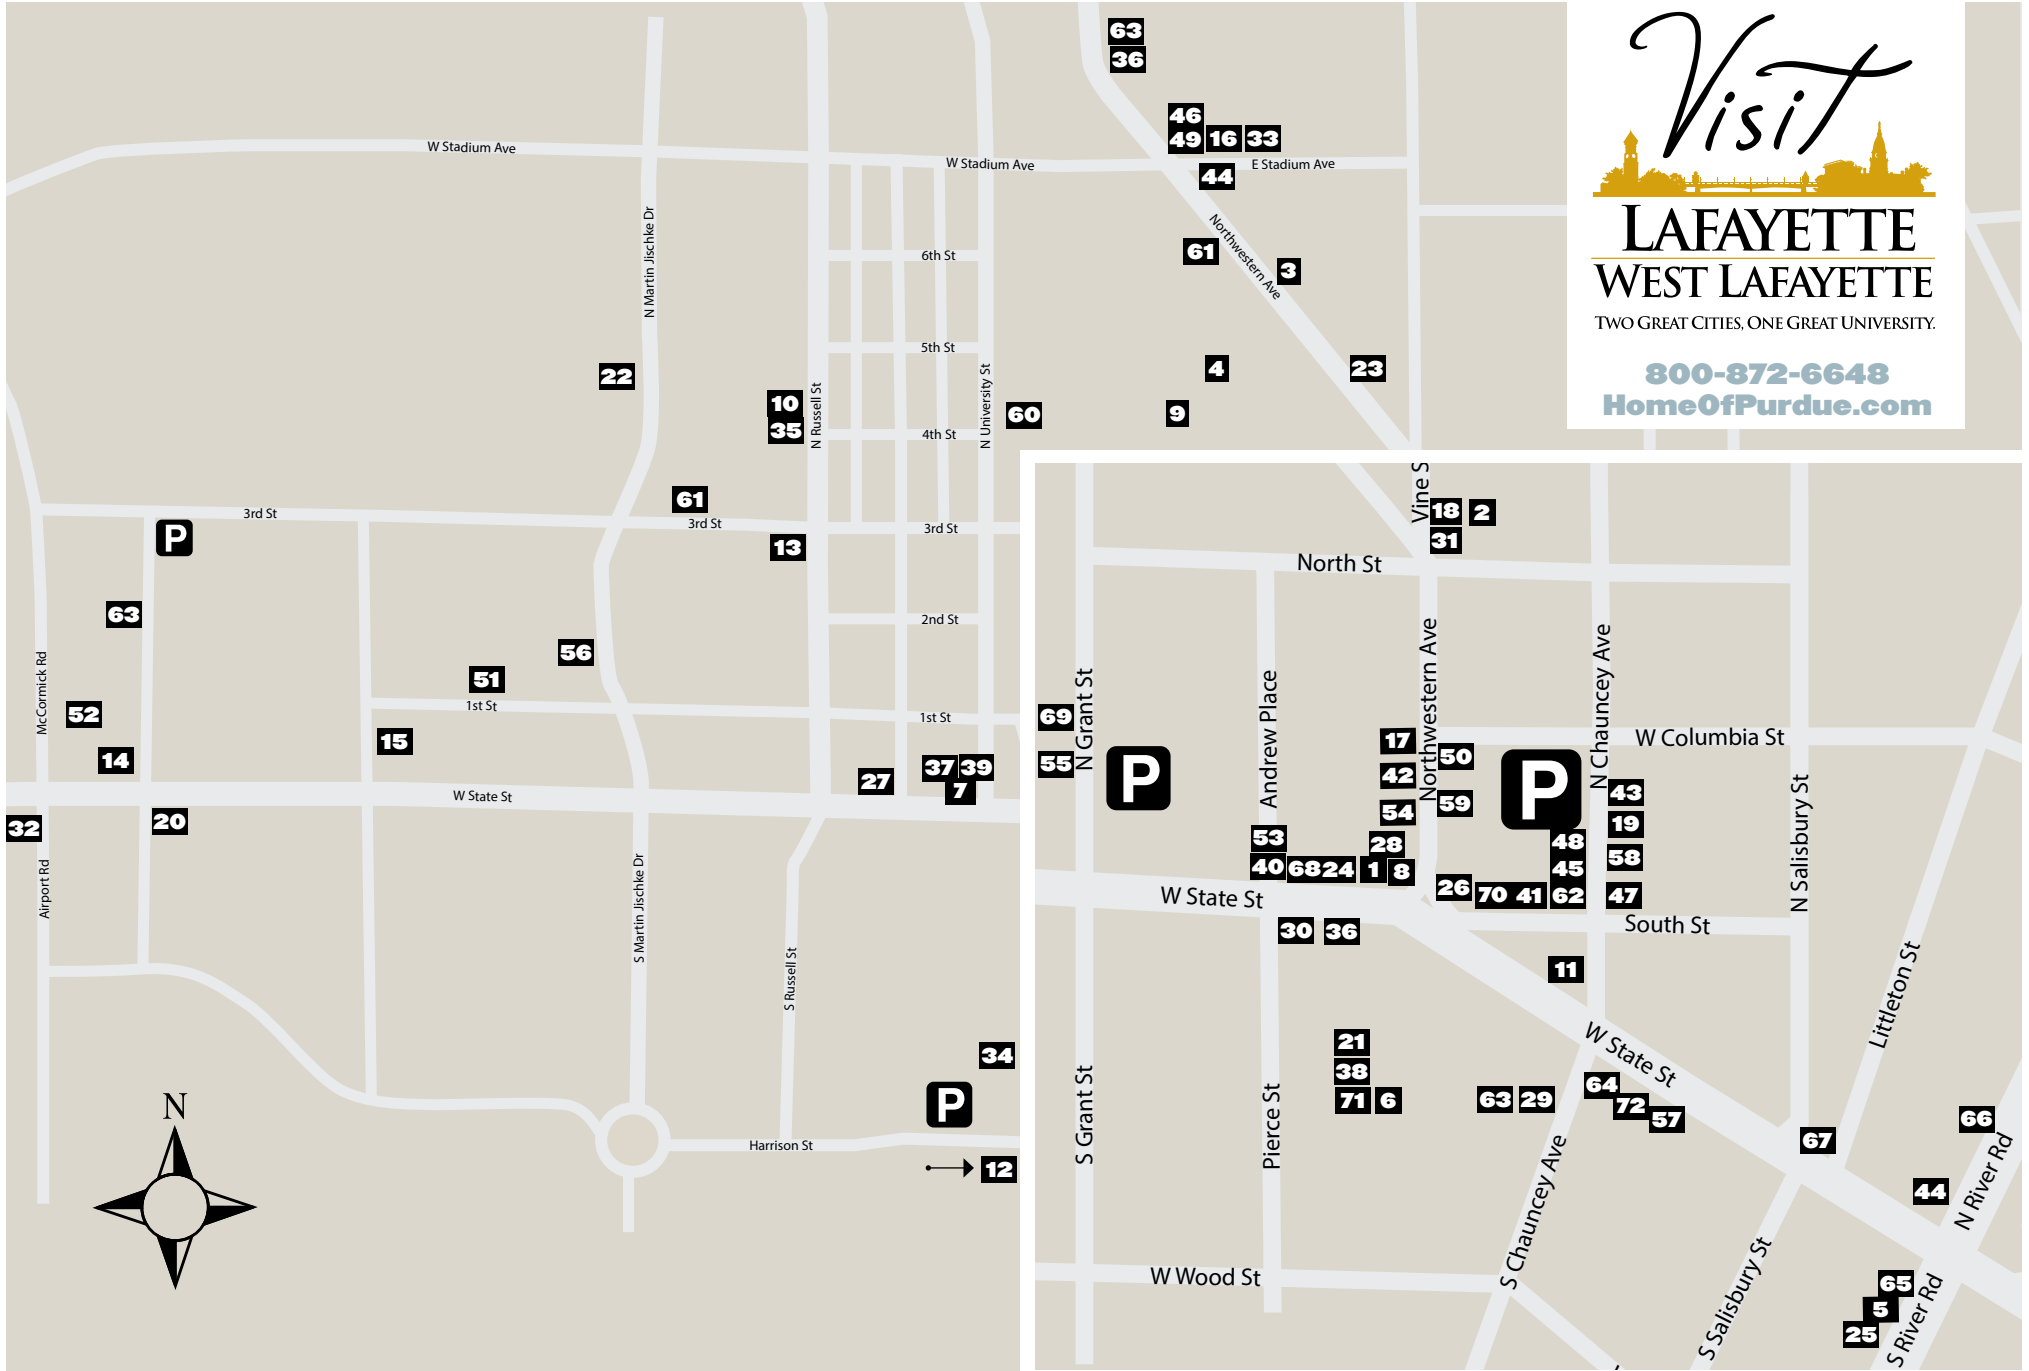 63
36
46
49 16 33
W Stadium Ave
W Stadium Ave
E Stadium Ave
44
N Martin Jischke Dr
Northwestern Ave
61
3
6th St
5th St
22
4
23
10
35
N Russell St
N University St
60
9
4th St
61
3rd St
3rd St
3rd St
P
13
63
2nd St
56
51
McCormick Rd
52
1st St
1st St
15
14
37 39
27
7
W State St
32
20
Airport Rd
S Martin Jischke Dr
S Russell St
34
P
N
Harrison St
12
Visit
LAFAYETTE
WEST LAFAYETTE
TWO GREAT CITIES, ONE GREAT UNIVERSITY.
800-872-6648
HomeOfPurdue.com
Vine S
18 2
31
North St
N Grant St
Andrew Place
Northwestern Ave
N Chauncey Ave
69
55
P
17
50
W Columbia St
42
P
54
59
43
N Salisbury St
53
28
48
19
40 68 24 1 8
45
58
26 70 41 62 47
W State St
South St
30 36
11
Littleton St
21
38
71 6
63 29
W State St
64
72
57
S Grant St
Pierce St
S Chauncey Ave
66
67
44
N River Rd
W Wood St
S Salisbury St
65
5
25
S River Rd